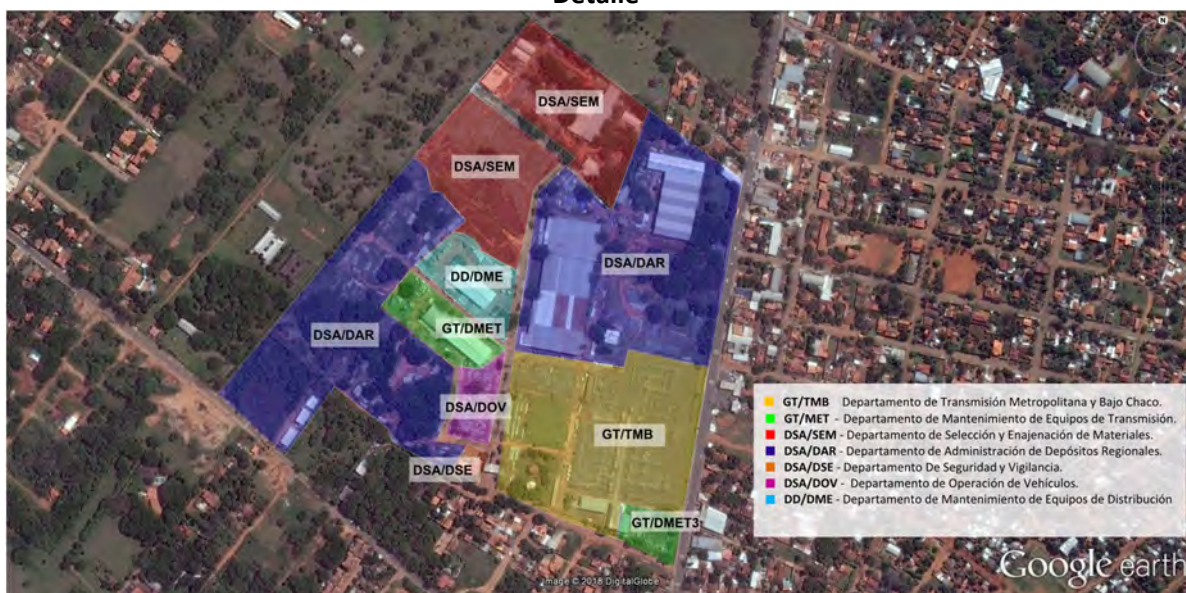 Detalle
N
DSA/SEM
DSA/SEM
DSA/DAR
DD/DME
DSA/DAR
GT/DMET
DSA/DOV
GT/TMB
DSA/DSE
GT/DMET3
GT/TMB Departamento de Transmisión Metropolitana y Bajo Chaco.
GT/MET - Departamento de Mantenimiento de Equipos de Transmisión.
DSA/SEM - Departamento de Selección y Enajenación de Materiales.
DSA/DAR - Departamento de Administración de Depósitos Regionales.
DSA/DSE - Departamento De Seguridad y Vigilancia.
DSA/DOV - Departamento de Operación de Vehículos.
DD/DME - Departamento de Mantenimiento de Equipos de Distribución
Image © 2018 DigitalGlobe
Google earth